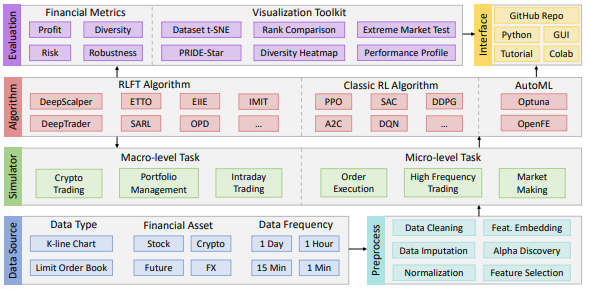 Evaluation
Financial Metrics
Profit
Diversity
Risk
Robustness
Visualization Toolkit
Dataset t-SNE
Rank Comparison
Extreme Market Test
PRIDE-Star
Diversity Heatmap
Performance Profile
Interface
GitHub Repo
Python
GUI
Tutorial
Colab
Algorithm
RLFT Algorithm
DeepScalper
ETTO
EIIE
IMIT
DeepTrader
SARL
OPD
...
Classic RL Algorithm
PPO
SAC
DDPG
A2C
DQN
...
AutoML
Optuna
OpenFE
Simulator
Macro-level Task
Crypto
Trading
Portfolio
Management
Intraday
Trading
Micro-level Task
Order
Execution
High Frequency
Trading
Market
Making
Data Source
Data Type
K-line Chart
Limit Order Book
Financial Asset
Stock
Crypto
Future
FX
Data Frequency
1 Day
1 Hour
15 Min
1 Min
Preprocess
Data Cleaning
Feat. Embedding
Data Imputation
Alpha Discovery
Normalization
Feature Selection